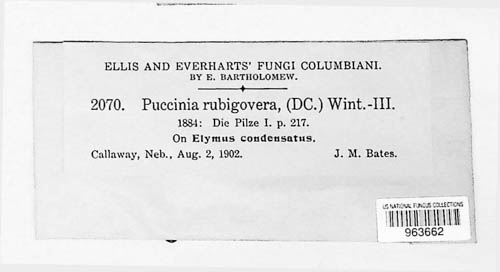 ELLIS AND EVERHARTS' FUNGI COLUMBIANI.
BY E. BARTHOLOMEW.
2070. Puccinia rubigovera, (DC.) Wint.-III.
1884: Die Pilze I. p. 217.
On Elymus condensatus.
Callaway, Neb., Aug. 2, 1902. J. M. Bates.
US NATIONAL FUNGUS COLLECTIONS
963662